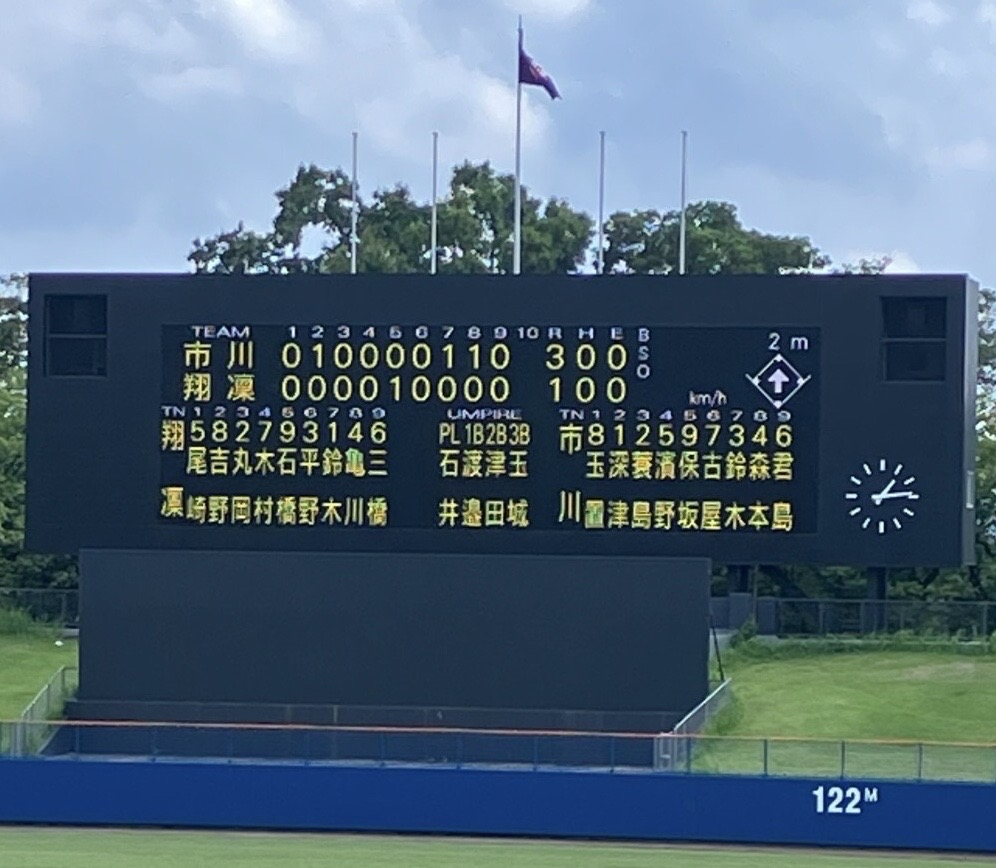 TEAM 1 2 3 4 5 6 7 8 9 10 R H E B
市川 0 1 0 0 0 0 1 1 0 3 0 0 S
O
翔凜 0 0 0 0 1 0 0 0 0 1 0 0
2 m
km/h
TN 1 2 3 4 5 6 7 8 9 UMPIRE TN 1 2 3 4 5 6 7 8 9
翔 5 8 2 7 9 3 1 4 6 PL 1B 2B 3B 市 8 1 2 5 9 7 3 4 6
尾吉丸木石平鈴亀三 石渡津玉 玉深養濱保古鈴森君
凜 崎野岡村橋野木川橋 井邉田城 川 置津島野坂屋木本島
122M